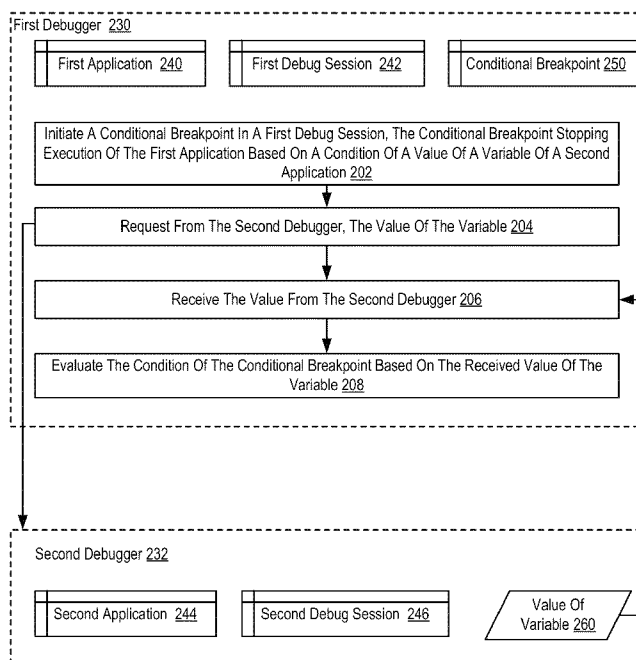 First Debugger 230
First Application 240
First Debug Session 242
Conditional Breakpoint 250
Initiate A Conditional Breakpoint In A First Debug Session, The Conditional Breakpoint Stopping
Execution Of The First Application Based On A Condition Of A Value Of A Variable Of A Second
Application 202
Request From The Second Debugger, The Value Of The Variable 204
Receive The Value From The Second Debugger 206
Evaluate The Condition Of The Conditional Breakpoint Based On The Received Value Of The
Variable 208
Second Debugger 232
Second Application 244
Second Debug Session 246
Value Of
Variable 260